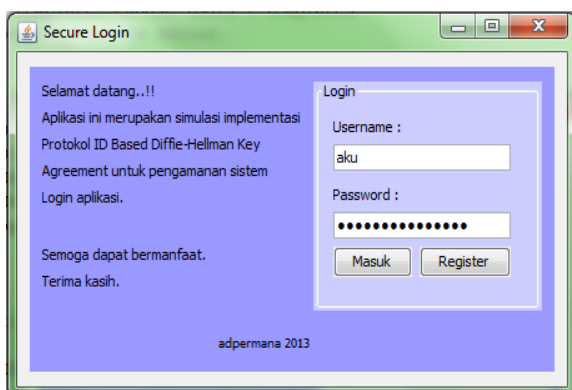 Secure Login
Selamat datang..!!
Aplikasi ini merupakan simulasi implementasi
Protokol ID Based Diffie-Hellman Key
Agreement untuk pengamanan sistem
Login aplikasi.
Semoga dapat bermanfaat.
Terima kasih.
adpermana 2013
Login
Username :
aku
Password :
•••••••••••••••
Masuk
Register